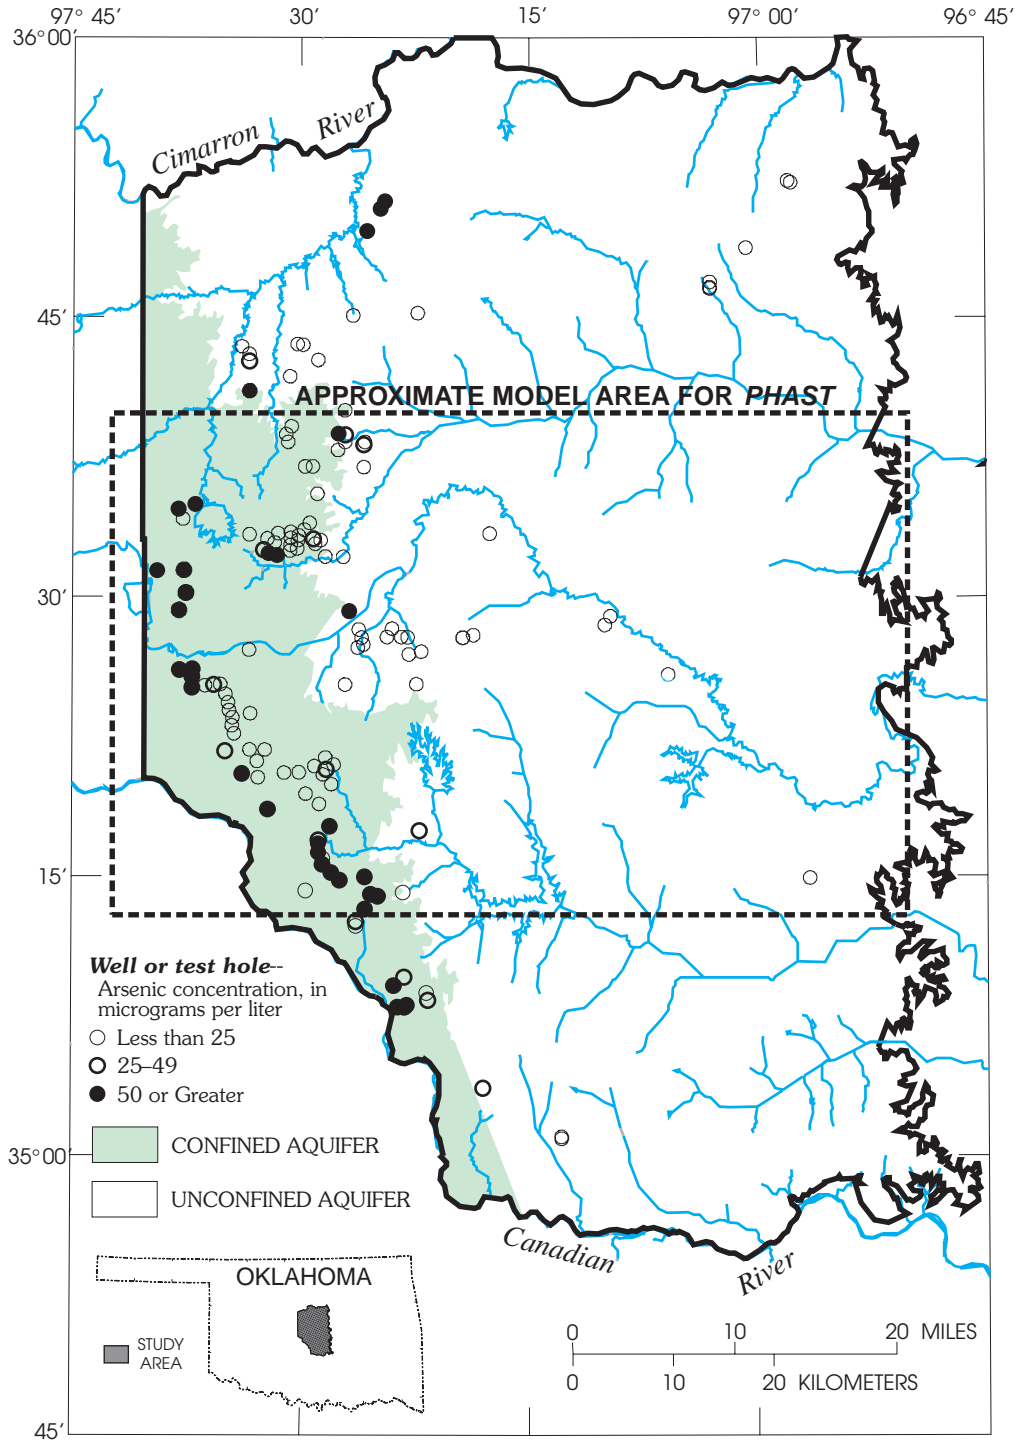 97° 45′ 30′ 15′ 97° 00′ 96° 45′
36° 00′
Cimarron River
45′
APPROXIMATE MODEL AREA FOR PHAST
30′
15′
Well or test hole--
Arsenic concentration, in
micrograms per liter
Less than 25
25–49
50 or Greater
CONFINED AQUIFER
35° 00′
UNCONFINED AQUIFER
Canadian River
OKLAHOMA
STUDY
AREA
0 10 20 MILES
0 10 20 KILOMETERS
45′